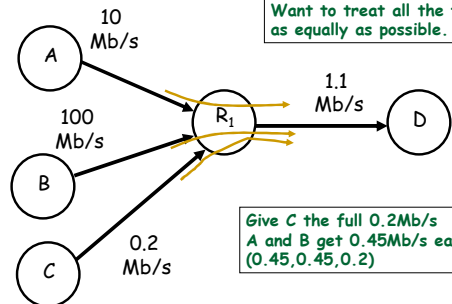 Want to treat all the
as equally as possible.
10
Mb/s
A
1.1
Mb/s
R1
D
100
Mb/s
B
0.2
Mb/s
C
Give C the full 0.2Mb/s
A and B get 0.45Mb/s
(0.45,0.45,0.2)